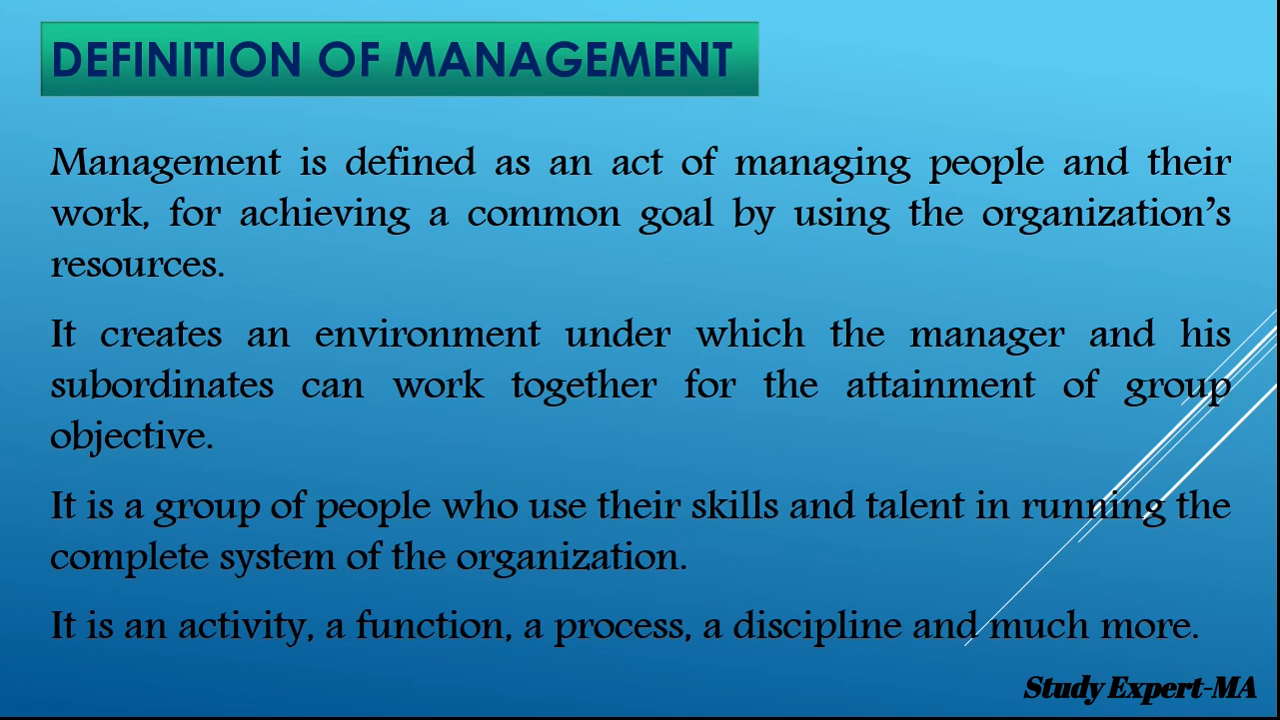 DEFINITION OF MANAGEMENT
Management is defined as an act of managing people and their
work, for achieving a common goal by using the organization’s
resources.
It creates an environment under which the manager and his
subordinates can work together for the attainment of group
objective.
It is a group of people who use their skills and talent in running the
complete system of the organization.
It is an activity, a function, a process, a discipline and much more.
Study Expert-MA